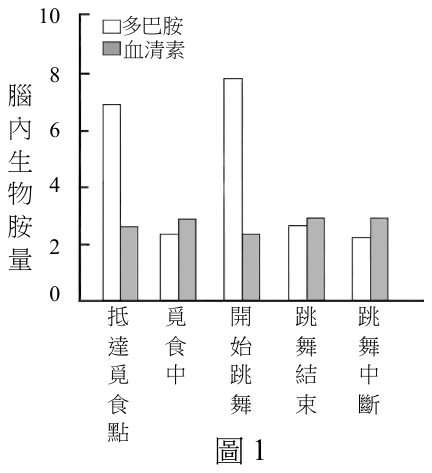 10
8
6
4
2
0
多巴胺
血清素
腦內生物胺量
抵達覓食點
覓食中
開始跳舞
跳舞結束
跳舞中斷
圖1